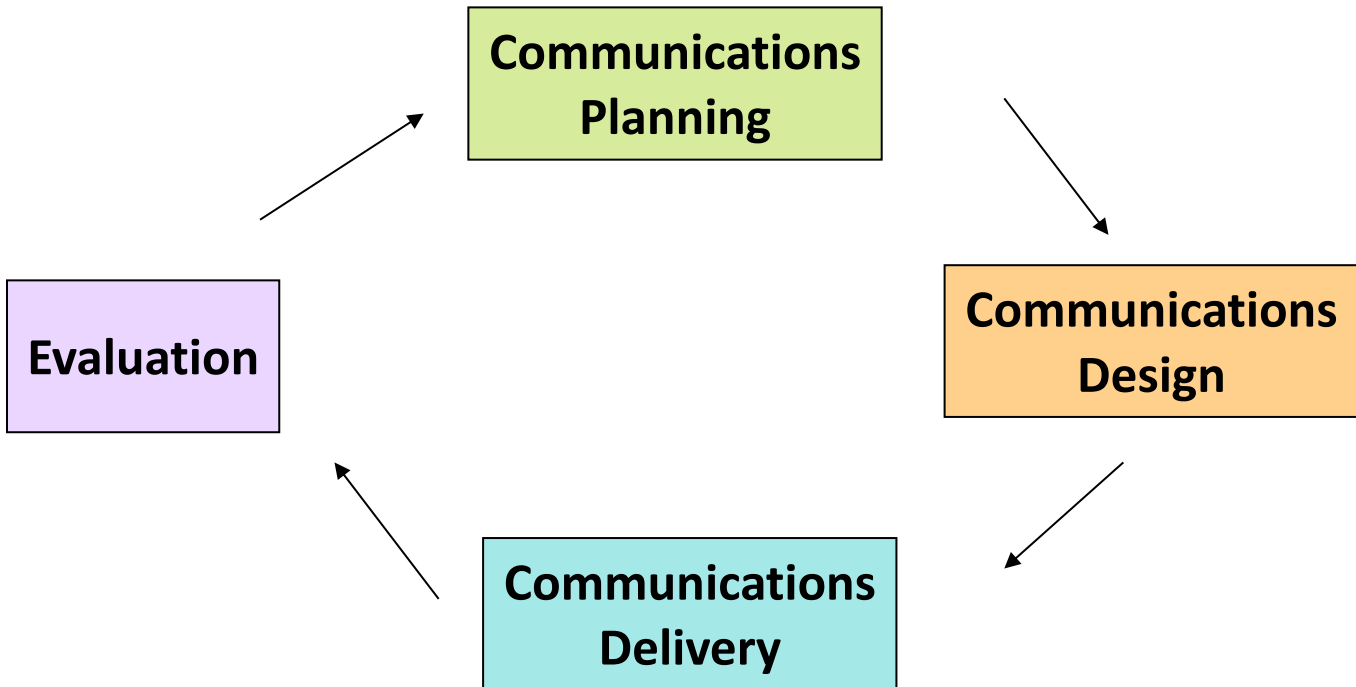 Communications
Planning
Communications
Design
Communications
Delivery
Evaluation